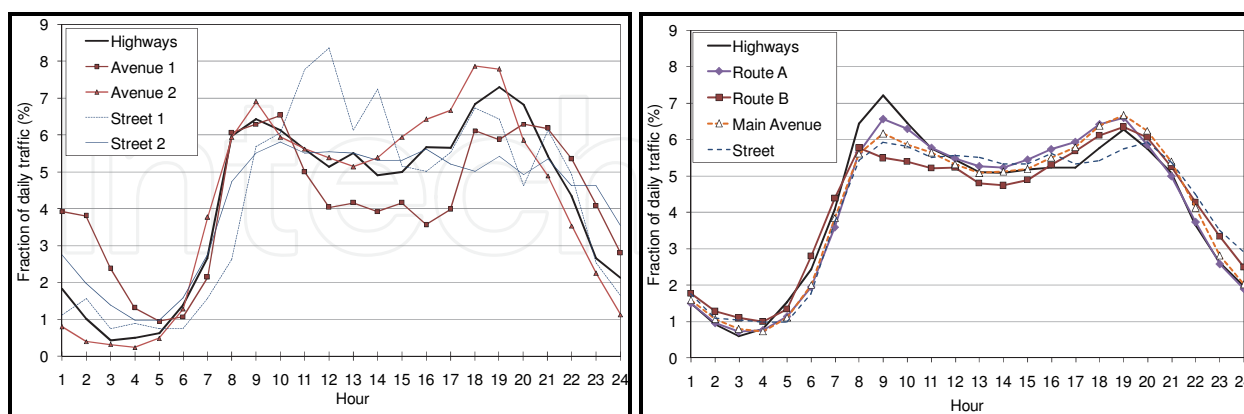 9
8
7
6
5
4
3
2
1
0
Fraction of daily traffic (%)
Highways
Avenue 1
Avenue 2
Street 1
Street 2
1 2 3 4 5 6 7 8 9 10 11 12 13 14 15 16 17 18 19 20 21 22 23 24
Hour
9
8
7
6
5
4
3
2
1
0
Fraction of daily traffic (%)
Highways
Route A
Route B
Main Avenue
Street
1 2 3 4 5 6 7 8 9 10 11 12 13 14 15 16 17 18 19 20 21 22 23
Hour